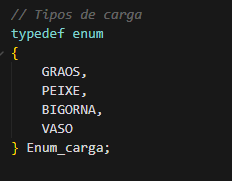 // Tipos de carga
typedef enum
{
    GRAOS,
    PEIXE,
    BIGORNA,
    VASO
} Enum_carga;